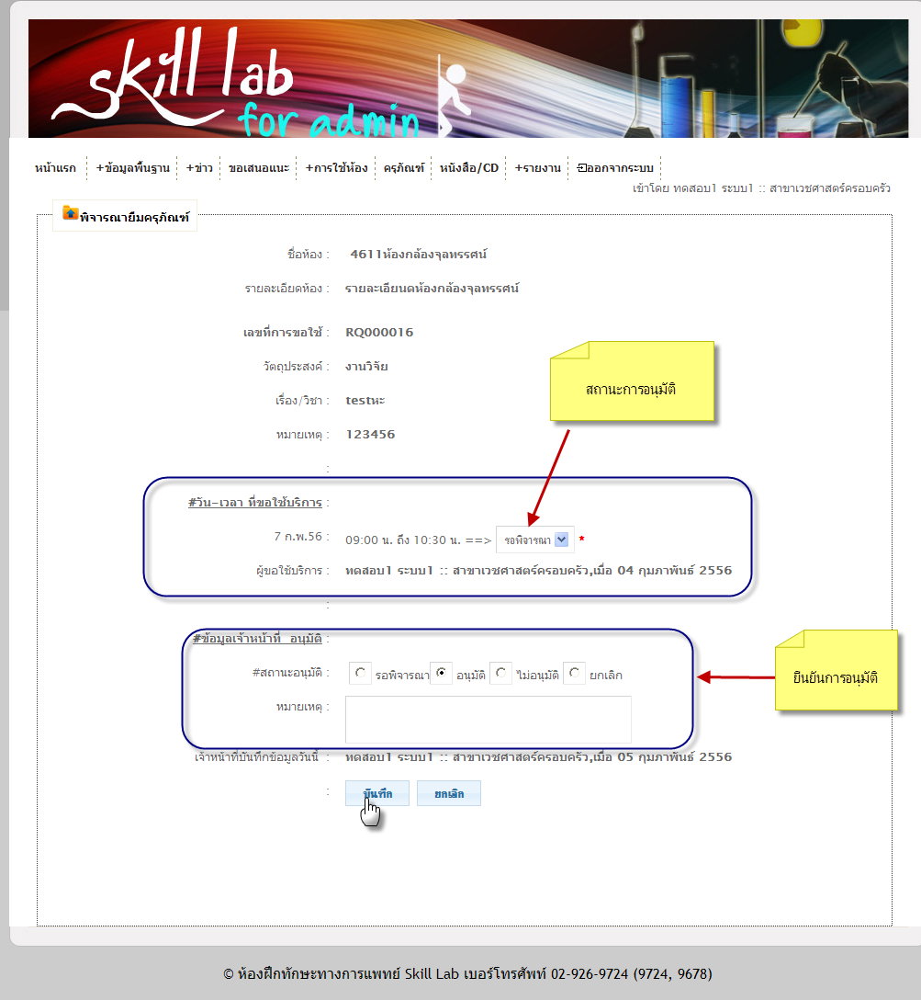 skill lab
for admin
หน้าแรก +ข้อมูลพื้นฐาน +ข่าว ขอเสนอแนะ +การใช้ห้อง ครุภัณฑ์ หนังสือ/CD +รายงาน ออกจากระบบ
เข้าโดย ทดสอบ1 ระบบ1 :: สาขาเวชศาสตร์ครอบครัว
พิจารณายืมครุภัณฑ์
ชื่อห้อง : 4611ห้องกล้องจุลทรรศน์
รายละเอียดห้อง : รายละเอียนดห้องกล้องจุลทรรศน์
เลขที่การขอใช้ : RQ000016
วัตถุประสงค์ : งานวิจัย
เรื่อง/วิชา : testหะ
หมายเหตุ : 123456
สถานะการอนุมัติ
:
#วัน-เวลา ที่ขอใช้บริการ :
7 ก.พ.56 : 09:00 น. ถึง 10:30 น. ==> รอพิจารณา *
ผู้ขอใช้บริการ : ทดสอบ1 ระบบ1 :: สาขาเวชศาสตร์ครอบครัว,เมื่อ 04 กุมภาพันธ์ 2556
:
#ข้อมูลเจ้าหน้าที่ อนุมัติ :
#สถานะอนุมัติ : รอพิจารณา อนุมัติ ไม่อนุมัติ ยกเลิก
ยืนยันการอนุมัติ
หมายเหตุ :
เจ้าหน้าที่บันทึกข้อมูลวันนี้ : ทดสอบ1 ระบบ1 :: สาขาเวชศาสตร์ครอบครัว,เมื่อ 05 กุมภาพันธ์ 2556
: บันทึก ยกเลิก
© ห้องฝึกทักษะทางการแพทย์ Skill Lab เบอร์โทรศัพท์ 02-926-9724 (9724, 9678)